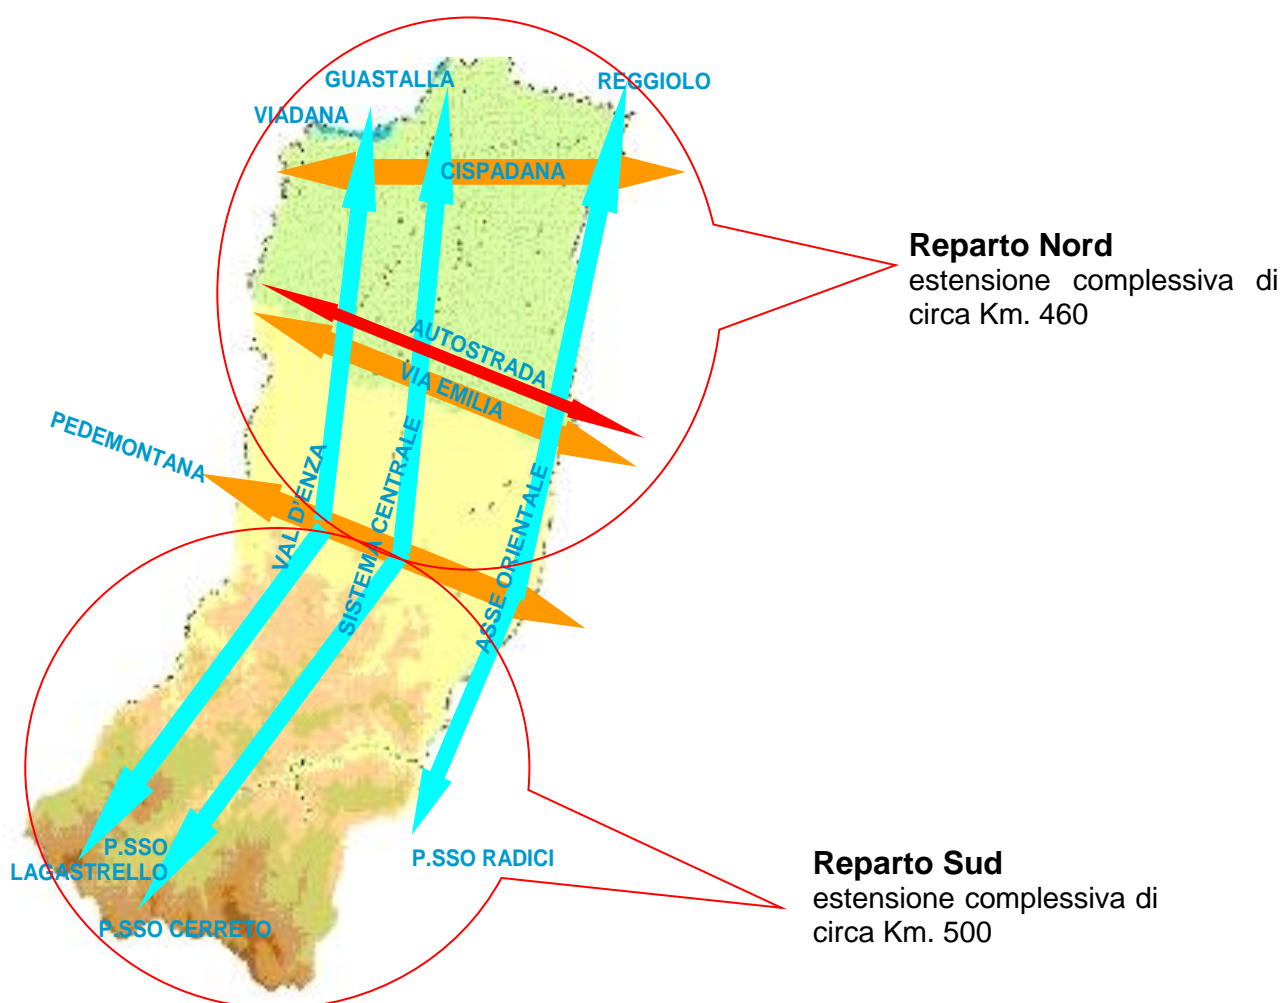 GUASTALLA
REGGIOLO
VIADANA
CISPADANA
Reparto Nord
estensione complessiva di
circa Km. 460
AUTOSTRADA
VIA EMILIA
PEDEMONTANA
VAL D'ENZA
SISTEMA CENTRALE
ASSE ORIENTALE
P.SSO
LAGASTRELLO
P.SSO RADICI
P.SSO CERRETO
Reparto Sud
estensione complessiva di
circa Km. 500